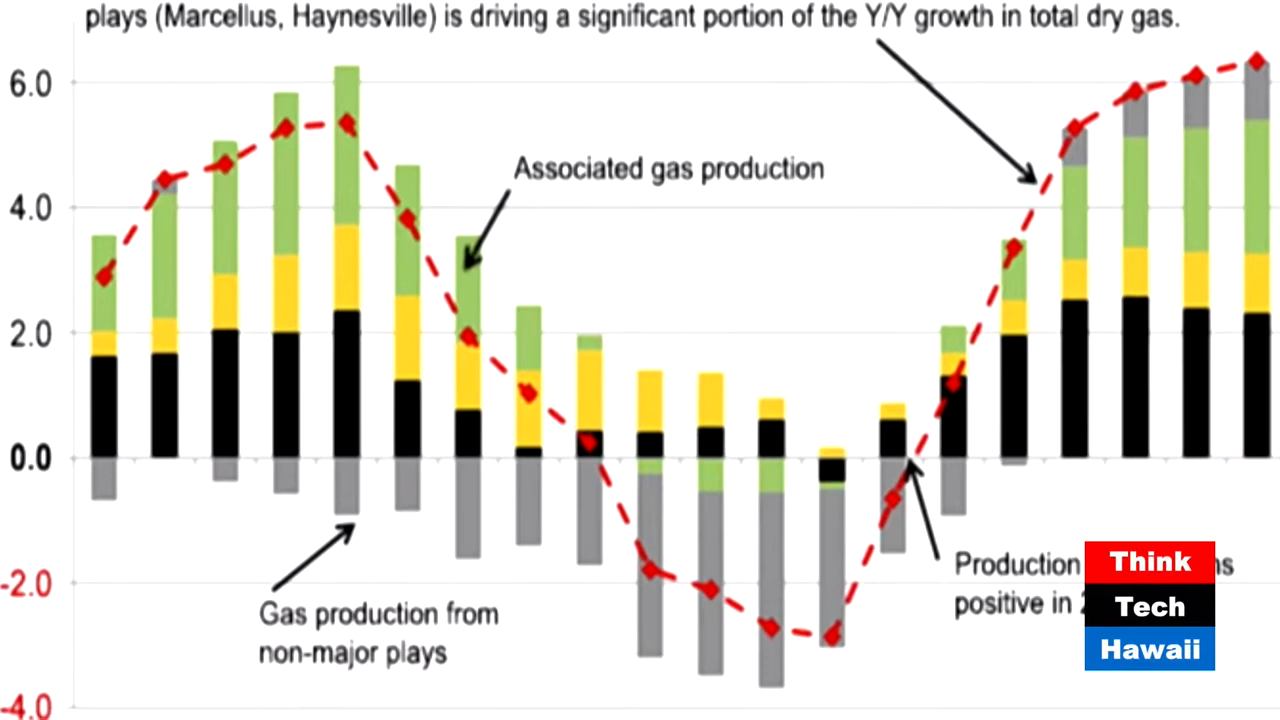 plays (Marcellus, Haynesville) is driving a significant portion of the Y/Y growth in total dry gas.
6.0
Associated gas production
4.0
2.0
0.0
Production
positive in
-2.0
Gas production from
non-major plays
-4.0
Think
Tech
Hawaii